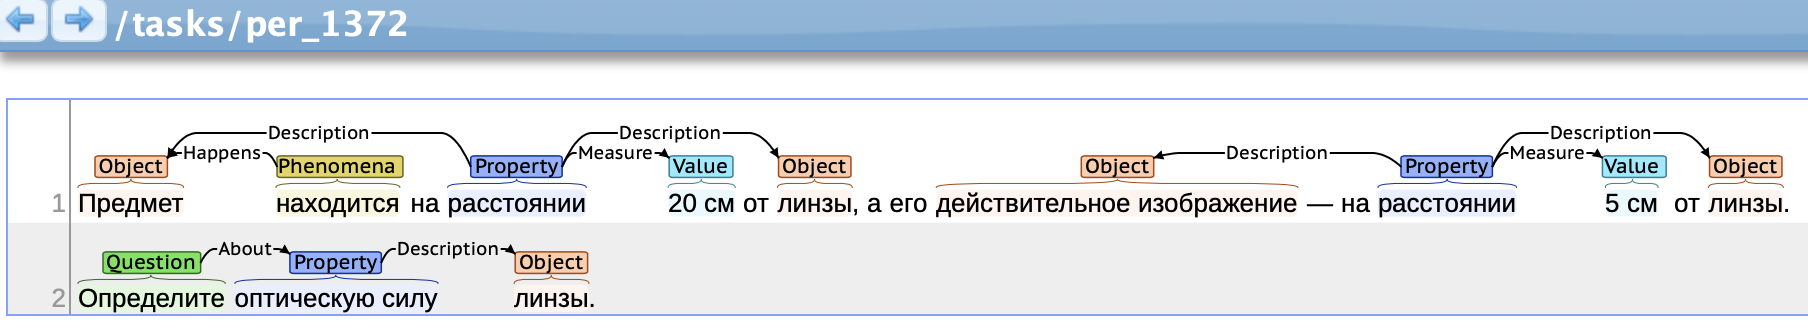 /tasks/per_1372
Description Description Description
Happens Measure Description Measure
Object Phenomena Property Value Object Object Property Value Object
1 Предмет находится на расстоянии 20 см от линзы, а его действительное изображение — на расстоянии 5 см от линзы.
About Description
Question Property Object
2 Определите оптическую силу линзы.